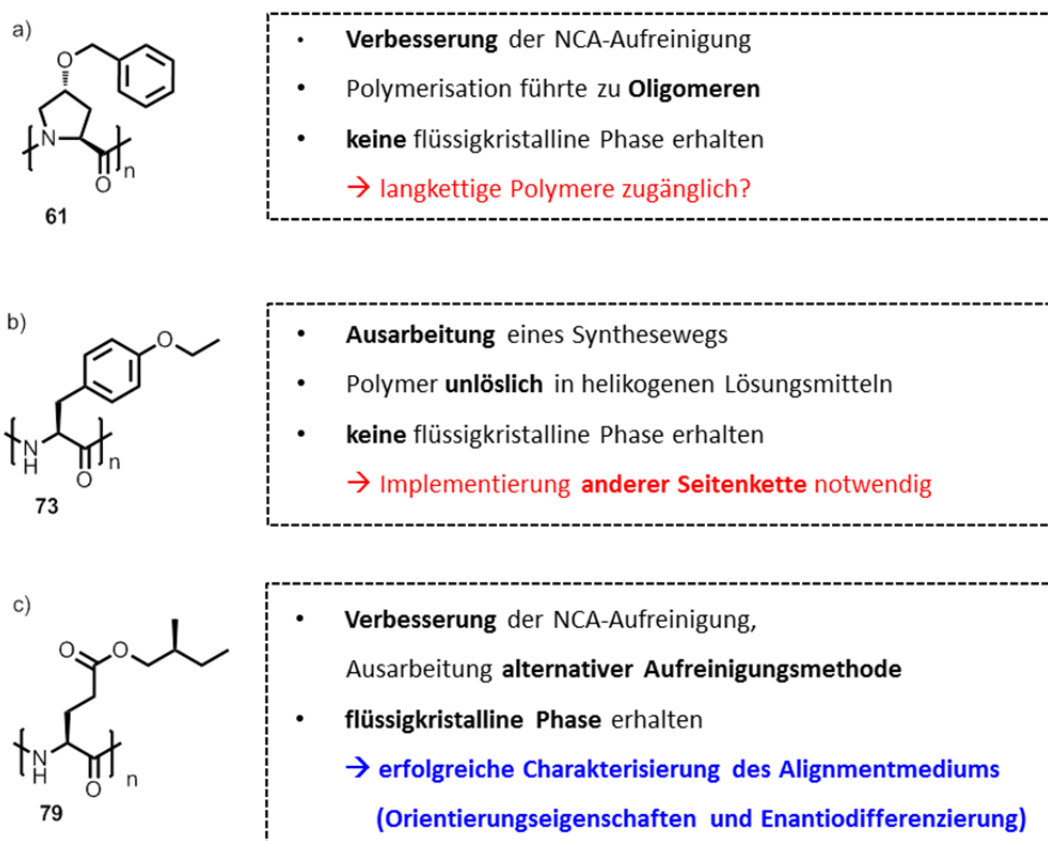 a)
O
N
O
n
61
• Verbesserung der NCA-Aufreinigung
• Polymerisation führte zu Oligomeren
• keine flüssigkristalline Phase erhalten
→ langkettige Polymere zugänglich?
b)
O
N
H
O
n
73
• Ausarbeitung eines Synthesewegs
• Polymer unlöslich in helikogenen Lösungsmitteln
• keine flüssigkristalline Phase erhalten
→ Implementierung anderer Seitenkette notwendig
c)
O
O
N
H
O
n
79
• Verbesserung der NCA-Aufreinigung,
Ausarbeitung alternativer Aufreinigungsmethode
• flüssigkristalline Phase erhalten
→ erfolgreiche Charakterisierung des Alignmentmediums
(Orientierungseigenschaften und Enantiodifferenzierung)